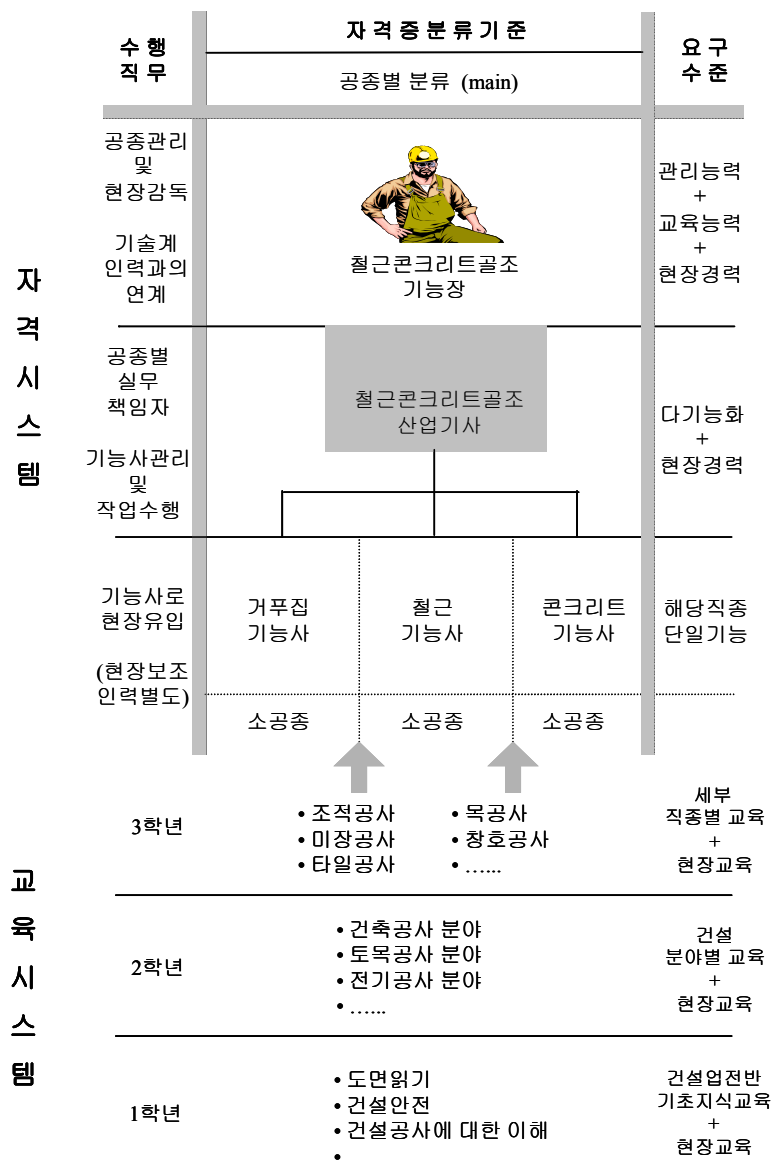 수 행
직 무
자 격 증 분 류 기 준
공종별 분류 (main)
요 구
수 준
자
격
시
스
템
공종관리
및
현장감독
기술계
인력과의
연계
철근콘크리트골조
기능장
관리능력
+
교육능력
+
현장경력
공종별
실무
책임자
기능사관리
및
작업수행
철근콘크리트골조
산업기사
다기능화
+
현장경력
기능사로
현장유입
(현장보조
인력별도)
거푸집
기능사
철근
기능사
콘크리트
기능사
해당직종
단일기능
소공종
소공종
소공종
교
육
시
스
템
3학년
• 조적공사
• 미장공사
• 타일공사
• 목공사
• 창호공사
• …...
세부
직종별 교육
+
현장교육
2학년
• 건축공사 분야
• 토목공사 분야
• 전기공사 분야
• …...
건설
분야별 교육
+
현장교육
1학년
• 도면읽기
• 건설안전
• 건설공사에 대한 이해
•
건설업전반
기초지식교육
+
현장교육